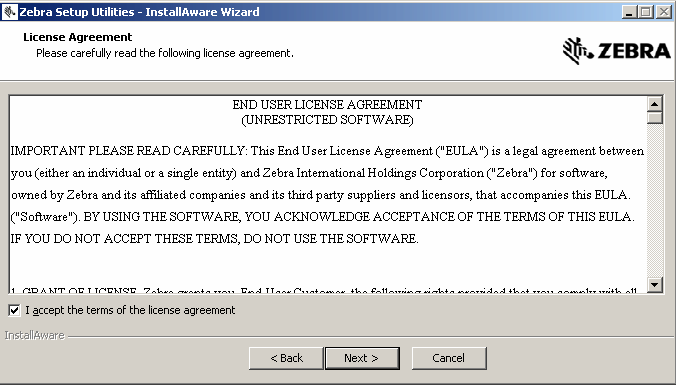 Zebra Setup Utilities - InstallAware Wizard
License Agreement
Please carefully read the following license agreement.
ZEBRA
END USER LICENSE AGREEMENT
(UNRESTRICTED SOFTWARE)
IMPORTANT PLEASE READ CAREFULLY: This End User License Agreement ("EULA") is a legal agreement between
you (either an individual or a single entity) and Zebra International Holdings Corporation ("Zebra") for software,
owned by Zebra and its affiliated companies and its third party suppliers and licensors, that accompanies this EULA.
("Software"). BY USING THE SOFTWARE, YOU ACKNOWLEDGE ACCEPTANCE OF THE TERMS OF THIS EULA.
IF YOU DO NOT ACCEPT THESE TERMS, DO NOT USE THE SOFTWARE.
1. GRANT OF LICENSE. Zebra grants you, End User Customer, the following rights provided that you comply with all
I accept the terms of the license agreement
InstallAware
< Back
Next >
Cancel